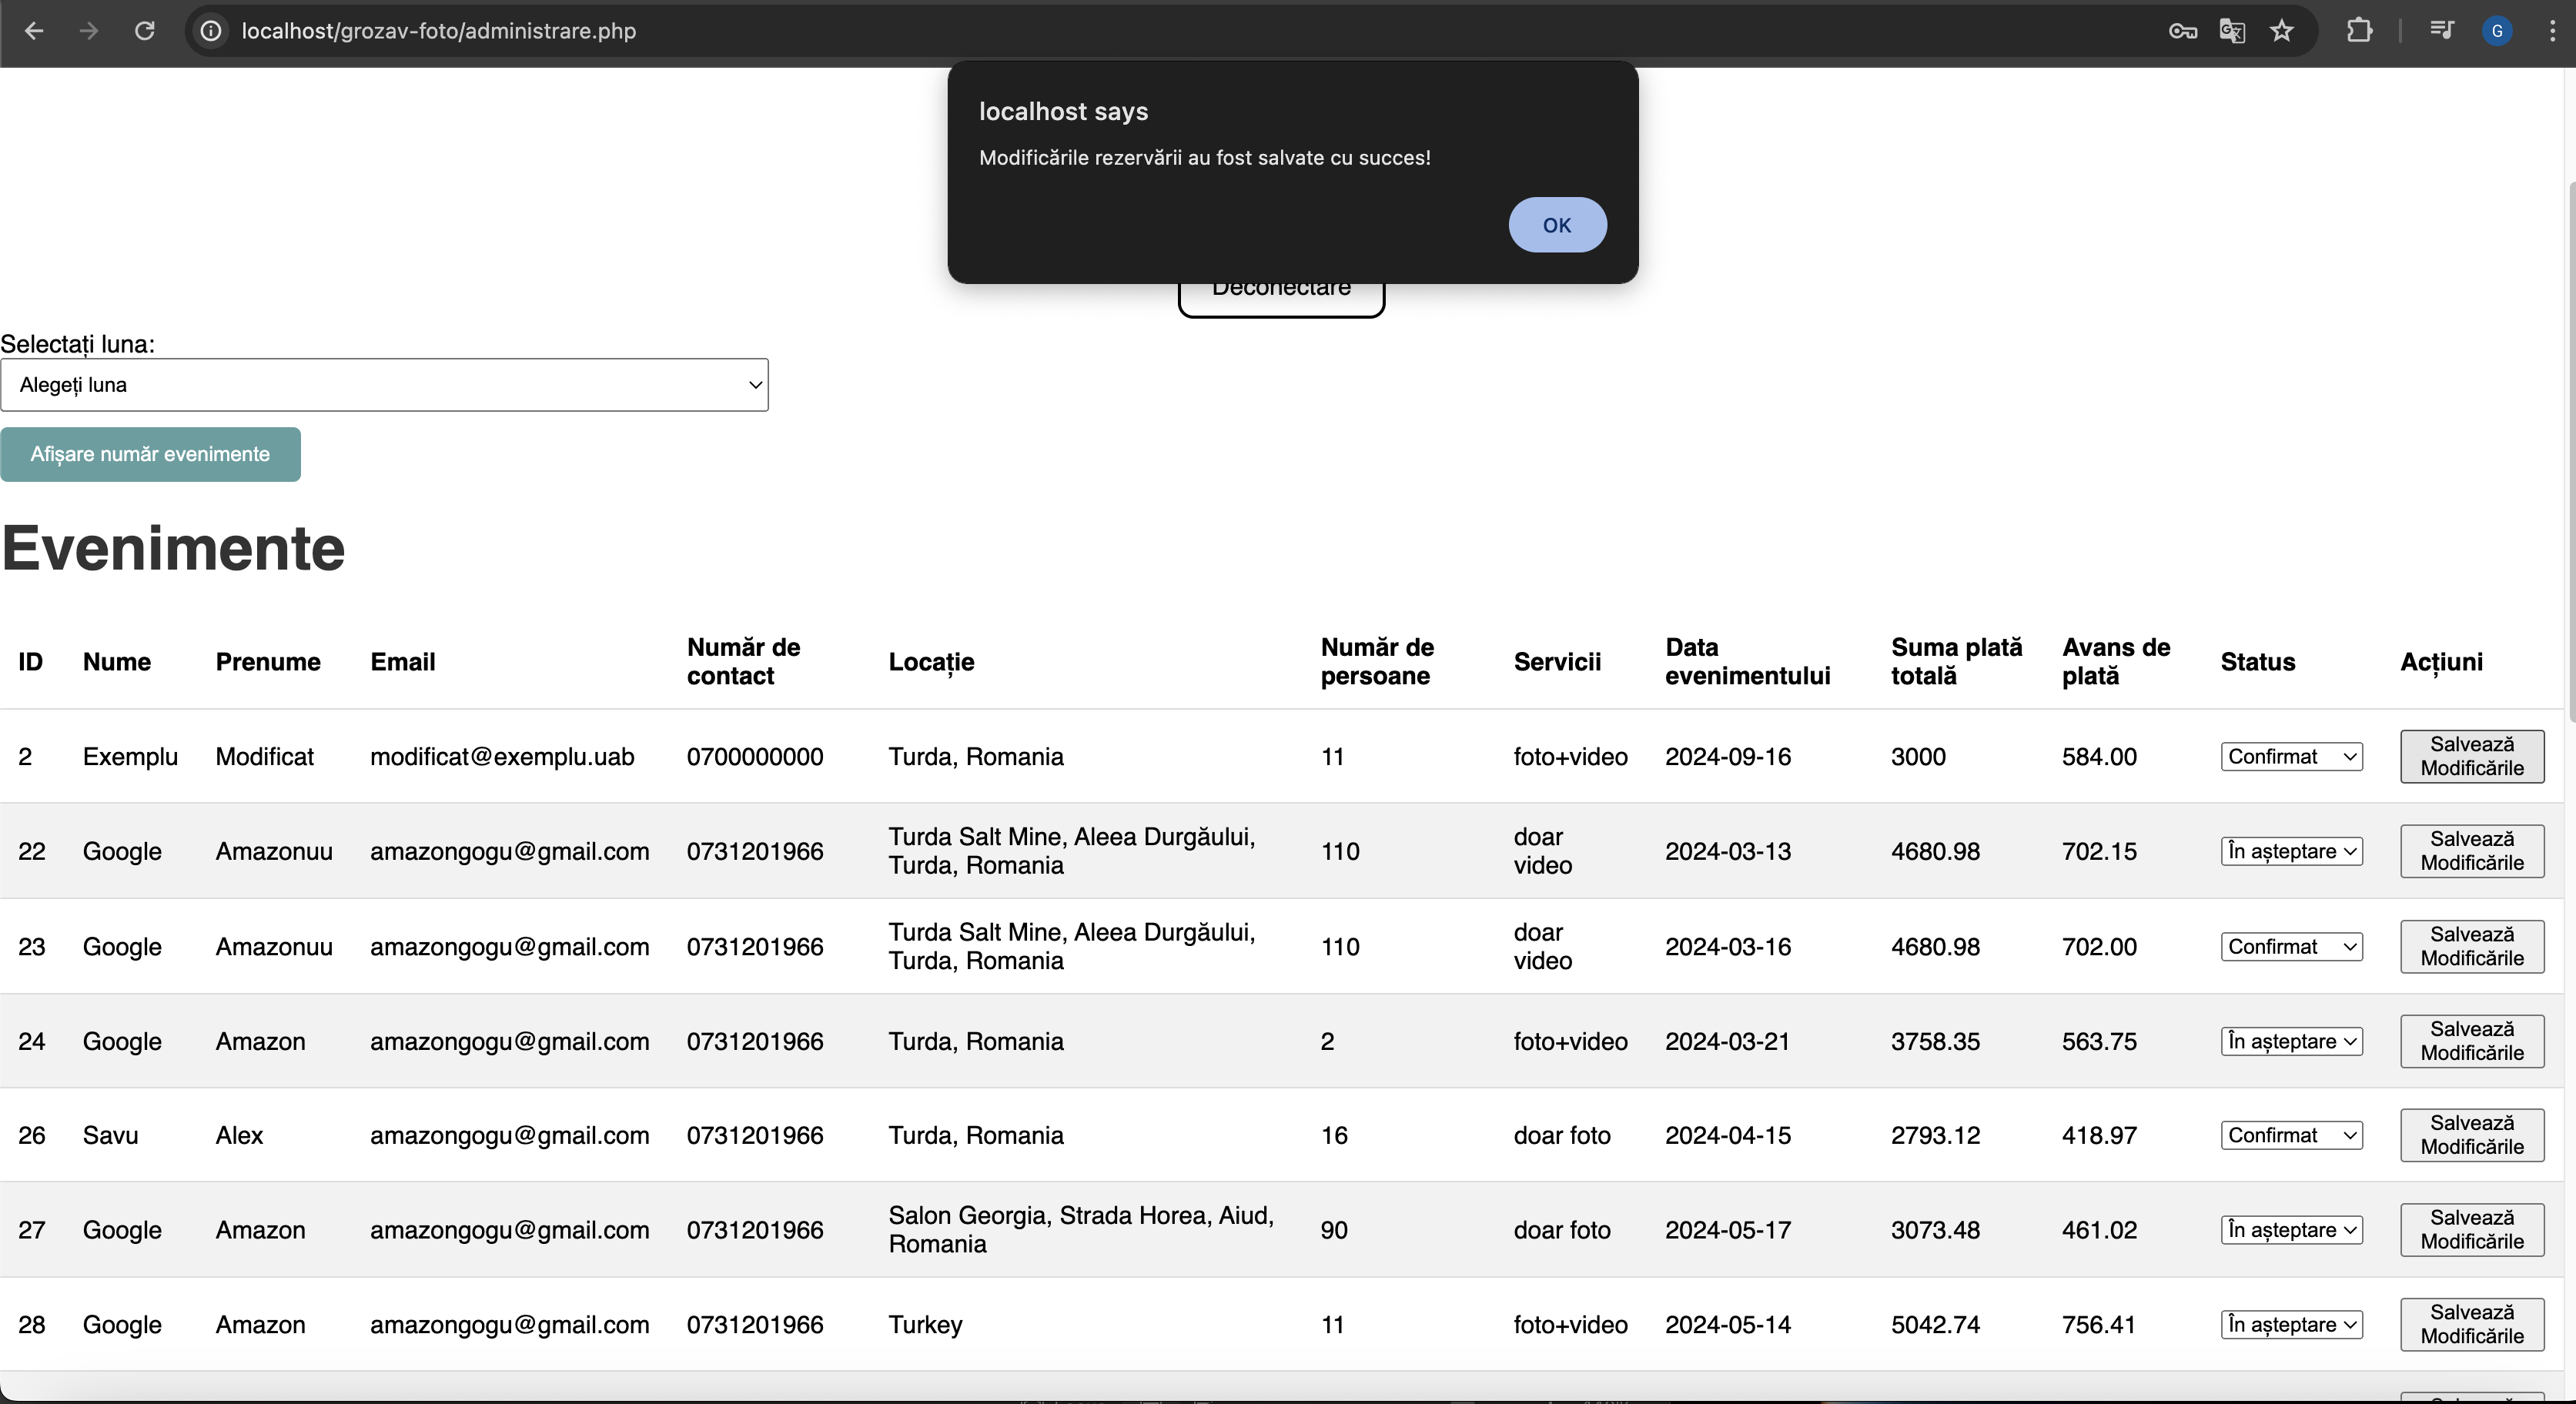 localhost/grozav-foto/administrare.php
G
localhost says
Modificările rezervării au fost salvate cu succes!
OK
Deconectare
Selectați luna:
Alegeți luna
Afișare număr evenimente
Evenimente
ID Nume Prenume Email Număr de contact Locație Număr de persoane Servicii Data evenimentului Suma plată totală Avans de plată Status Acțiuni
2 Exemplu Modificat modificat@exemplu.uab 0700000000 Turda, Romania 11 foto+video 2024-09-16 3000 584.00 Confirmat Salvează Modificările
22 Google Amazonuu amazongogu@gmail.com 0731201966 Turda Salt Mine, Aleea Durgăului, Turda, Romania 110 doar video 2024-03-13 4680.98 702.15 În așteptare Salvează Modificările
23 Google Amazonuu amazongogu@gmail.com 0731201966 Turda Salt Mine, Aleea Durgăului, Turda, Romania 110 doar video 2024-03-16 4680.98 702.00 Confirmat Salvează Modificările
24 Google Amazon amazongogu@gmail.com 0731201966 Turda, Romania 2 foto+video 2024-03-21 3758.35 563.75 În așteptare Salvează Modificările
26 Savu Alex amazongogu@gmail.com 0731201966 Turda, Romania 16 doar foto 2024-04-15 2793.12 418.97 Confirmat Salvează Modificările
27 Google Amazon amazongogu@gmail.com 0731201966 Salon Georgia, Strada Horea, Aiud, Romania 90 doar foto 2024-05-17 3073.48 461.02 În așteptare Salvează Modificările
28 Google Amazon amazongogu@gmail.com 0731201966 Turkey 11 foto+video 2024-05-14 5042.74 756.41 În așteptare Salvează Modificările